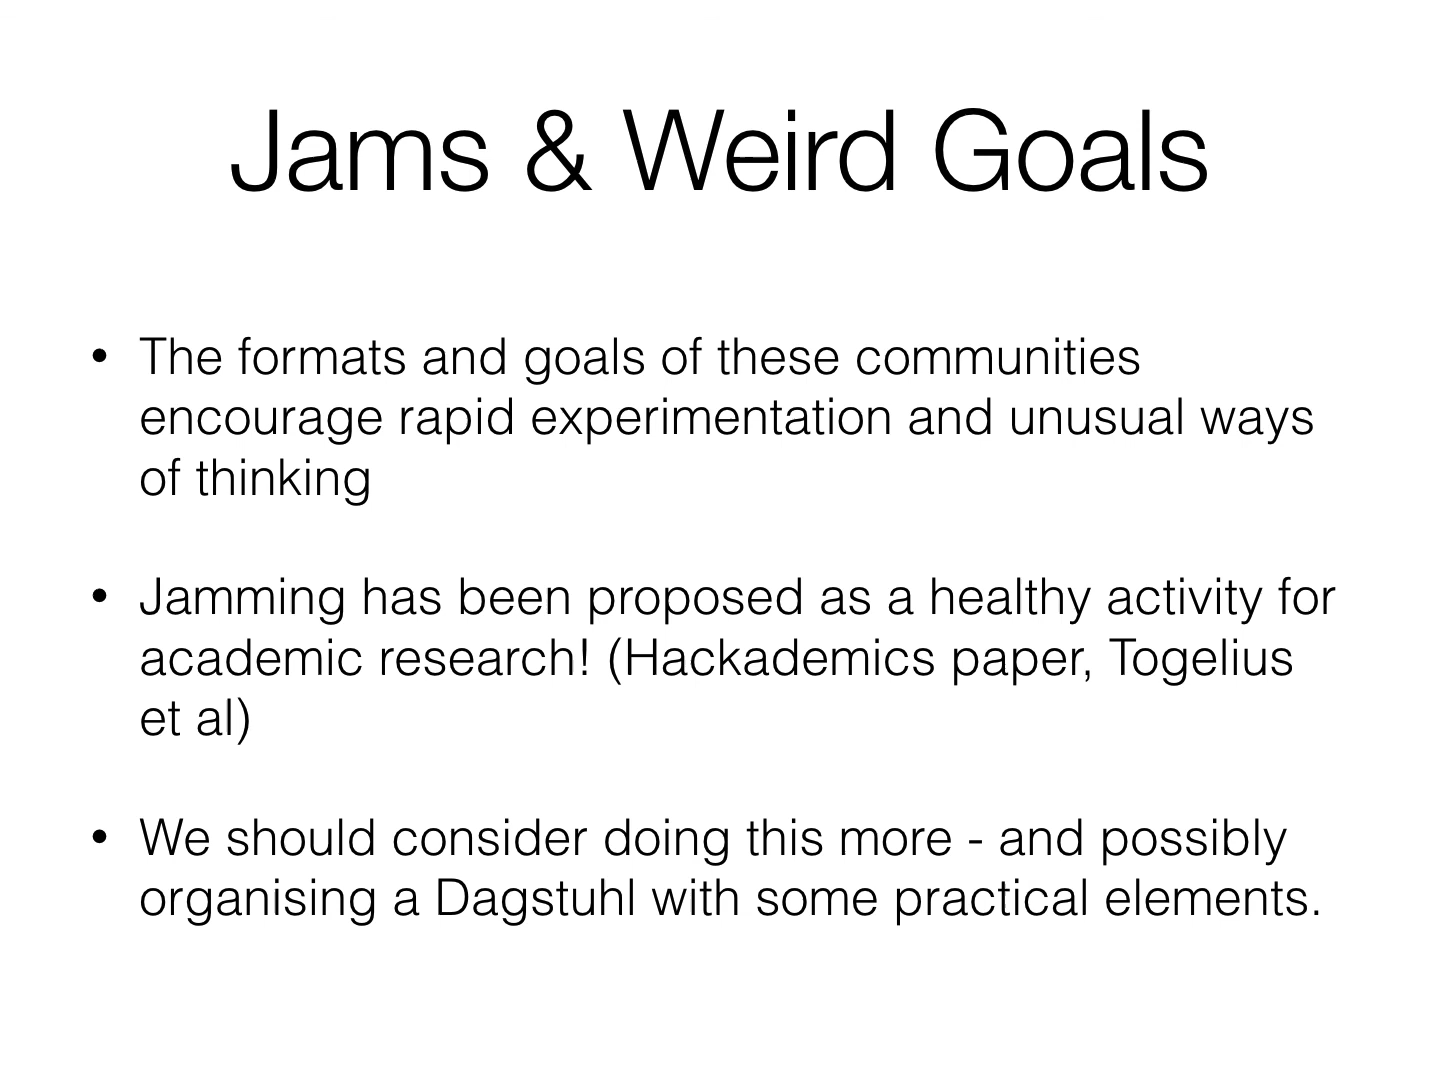 Jams & Weird Goals
• The formats and goals of these communities
encourage rapid experimentation and unusual ways
of thinking
• Jamming has been proposed as a healthy activity for
academic research! (Hackademics paper, Togelius
et al)
• We should consider doing this more - and possibly
organising a Dagstuhl with some practical elements.